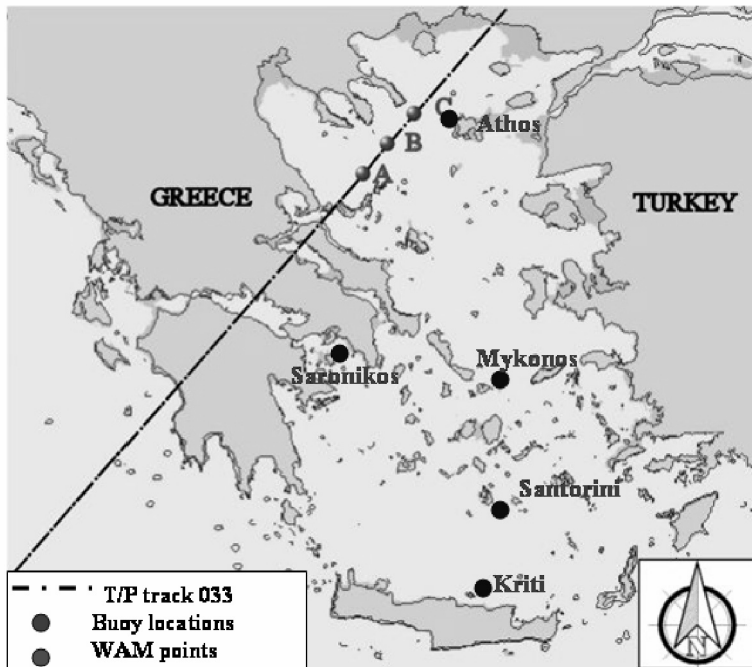 C
Athos
B
A
GREECE
TURKEY
Mykonos
Saronikos
Santorini
Kriti
T/P track 033
Buoy locations
WAM points
N